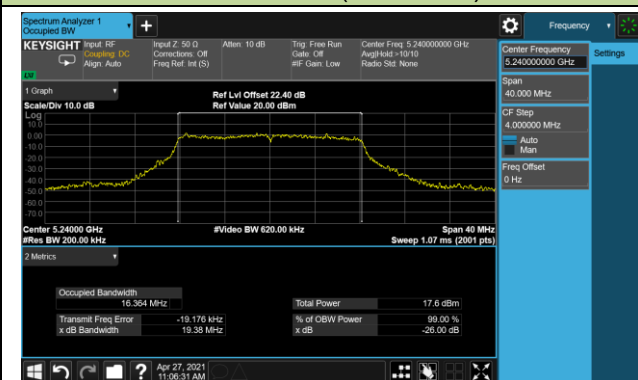 Spectrum Analyzer 1
Occupied BW
+
Frequency
KEYSIGHT
Input: RF
Coupling: DC
Align: Auto
Input Z: 50 Ω
Corrections: Off
Freq Ref: Int (S)
Atten: 10 dB
Trig: Free Run
Gate: Off
#IF Gain: Low
Center Freq: 5.240000000 GHz
Avg|Hold:>10/10
Radio Std: None
Center Frequency
5.240000000 GHz
Settings
Span
40.000 MHz
CF Step
4.000000 MHz
Auto
Man
Freq Offset
0 Hz
1 Graph
Scale/Div 10.0 dB
Ref Lvl Offset 22.40 dB
Ref Value 20.00 dBm
Log
10.0
0.00
-10.0
-20.0
-30.0
-40.0
-50.0
-60.0
-70.0
Center 5.24000 GHz
#Video BW 620.00 kHz
Span 40 MHz
#Res BW 200.00 kHz
Sweep 1.07 ms (2001 pts)
2 Metrics
Occupied Bandwidth
16.364 MHz
Total Power 17.6 dBm
Transmit Freq Error -19.176 kHz
% of OBW Power 99.00 %
x dB Bandwidth 19.38 MHz
x dB -26.00 dB
?
Apr 27, 2021
11:06:31 AM